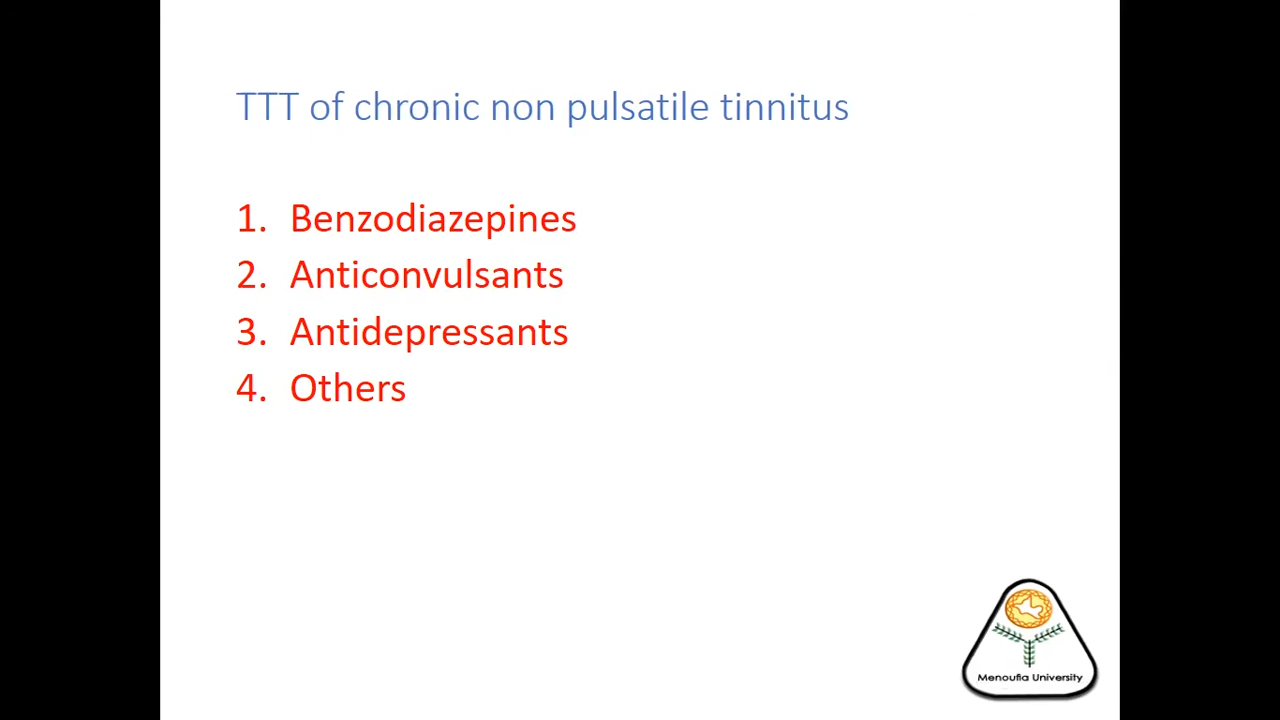 TTT of chronic non pulsatile tinnitus
1. Benzodiazepines
2. Anticonvulsants
3. Antidepressants
4. Others
Menoufia University